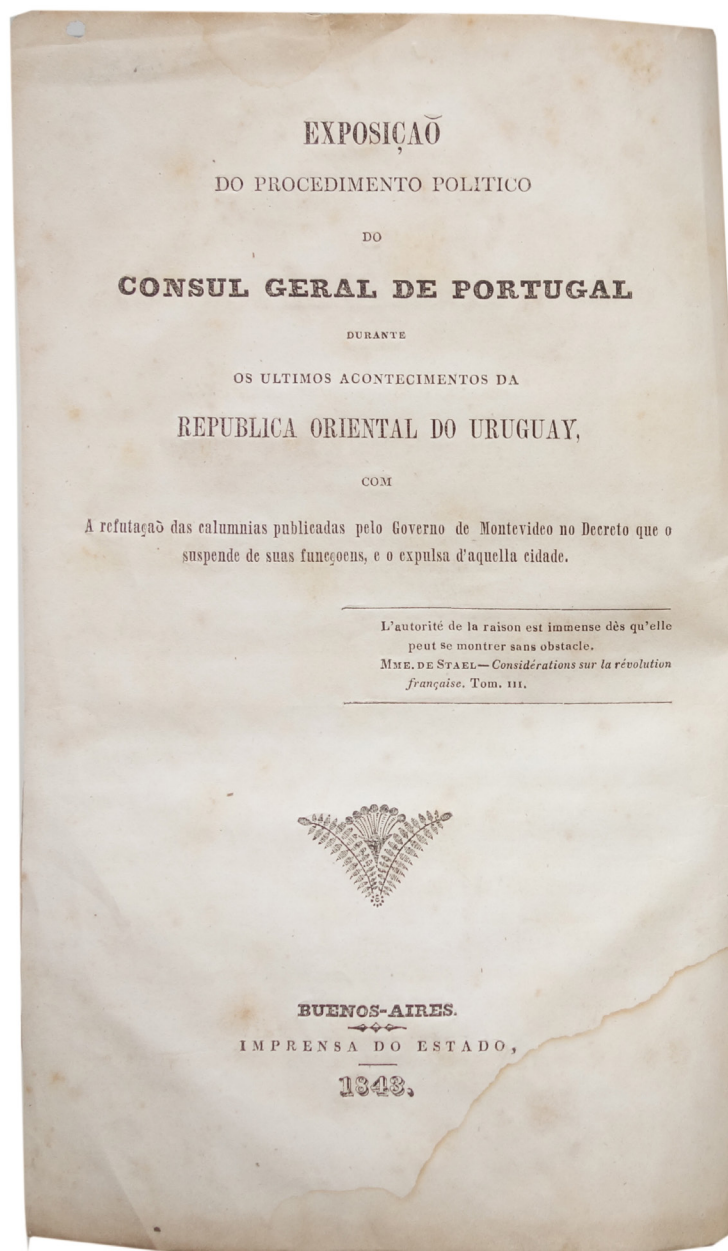 EXPOSIÇAÕ
DO PROCEDIMENTO POLITICO
DO
CONSUL GERAL DE PORTUGAL
DURANTE
OS ULTIMOS ACONTECIMENTOS DA
REPUBLICA ORIENTAL DO URUGUAY,
COM
A refutaçaõ das calumnias publicadas pelo Governo de Montevideo no Decreto que o
suspende de suas funcçoens, e o expulsa d'aquella cidade.
L'autorité de la raison est immense dès qu'elle
peut se montrer sans obstacle.
MME. DE STAEL—Considérations sur la révolution
française. Tom. III.
BUENOS-AIRES.
IMPRENSA DO ESTADO,
1843.